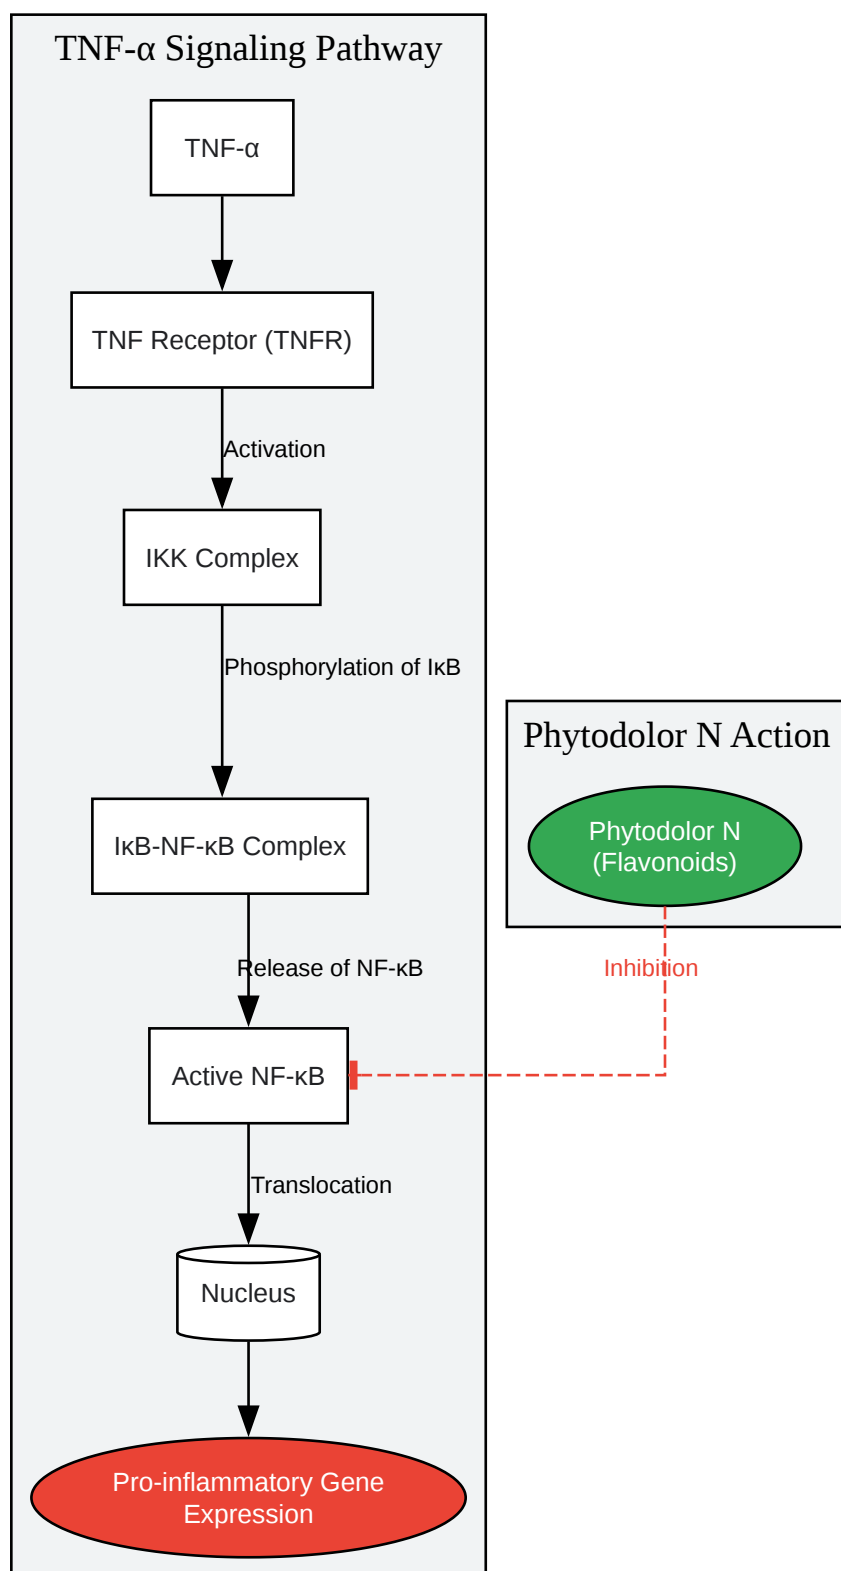 TNF-α Signaling Pathway
TNF-α
TNF Receptor (TNFR)
Activation
IKK Complex
Phosphorylation of IκB
IκB-NF-κB Complex
Release of NF-κB
Active NF-κB
Translocation
Nucleus
Pro-inflammatory Gene
Expression
Phytodolor N Action
Phytodolor N
(Flavonoids)
Inhibition